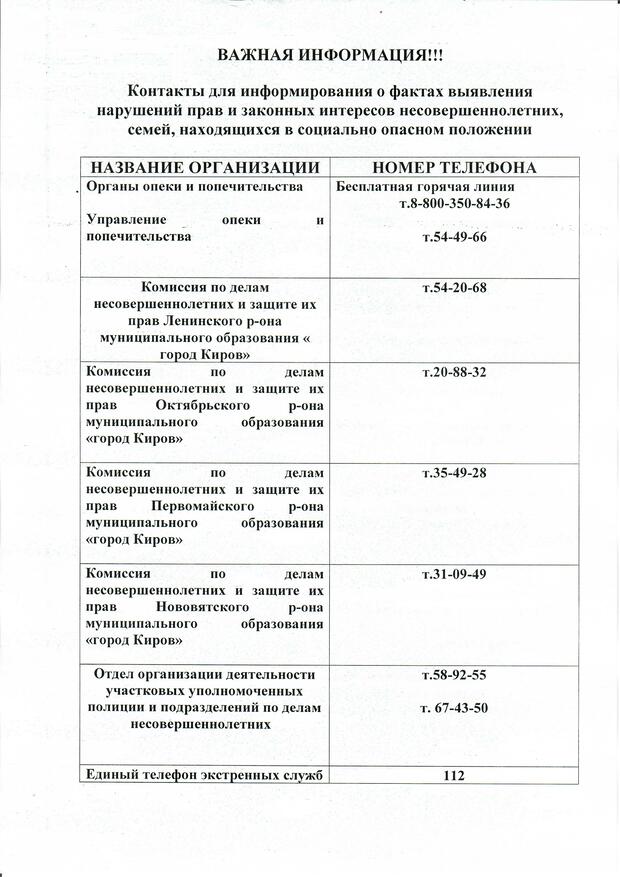 ВАЖНАЯ ИНФОРМАЦИЯ!!!
Контакты для информирования о фактах выявления
нарушений прав и законных интересов несовершеннолетних,
семей, находящихся в социально опасном положении
НАЗВАНИЕ ОРГАНИЗАЦИИ НОМЕР ТЕЛЕФОНА
Органы опеки и попечительства Бесплатная горячая линия
т.8-800-350-84-36
Управление опеки и
попечительства т.54-49-66
Комиссия по делам т.54-20-68
несовершеннолетних и защите их
прав Ленинского р-она
муниципального образования «
город Киров»
Комиссия по делам т.20-88-32
несовершеннолетних и защите их
прав Октябрьского р-она
муниципального образования
«город Киров»
Комиссия по делам т.35-49-28
несовершеннолетних и защите их
прав Первомайского р-она
муниципального образования
«город Киров»
Комиссия по делам т.31-09-49
несовершеннолетних и защите их
прав Нововятского р-она
муниципального образования
«город Киров»
Отдел организации деятельности т.58-92-55
участковых уполномоченных
полиции и подразделений по делам т. 67-43-50
несовершеннолетних
Единый телефон экстренных служб 112